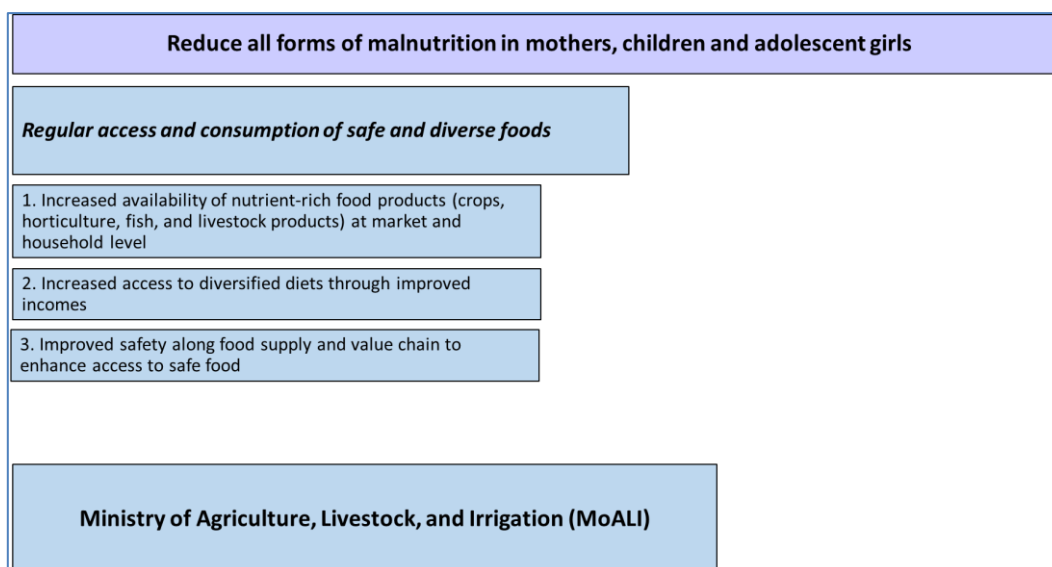 Reduce all forms of malnutrition in mothers, children and adolescent girls
Regular access and consumption of safe and diverse foods
1. Increased availability of nutrient-rich food products (crops,
horticulture, fish, and livestock products) at market and
household level
2. Increased access to diversified diets through improved
incomes
3. Improved safety along food supply and value chain to
enhance access to safe food
Ministry of Agriculture, Livestock, and Irrigation (MoALI)